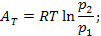 A_T = RT ln p_2/p_1;